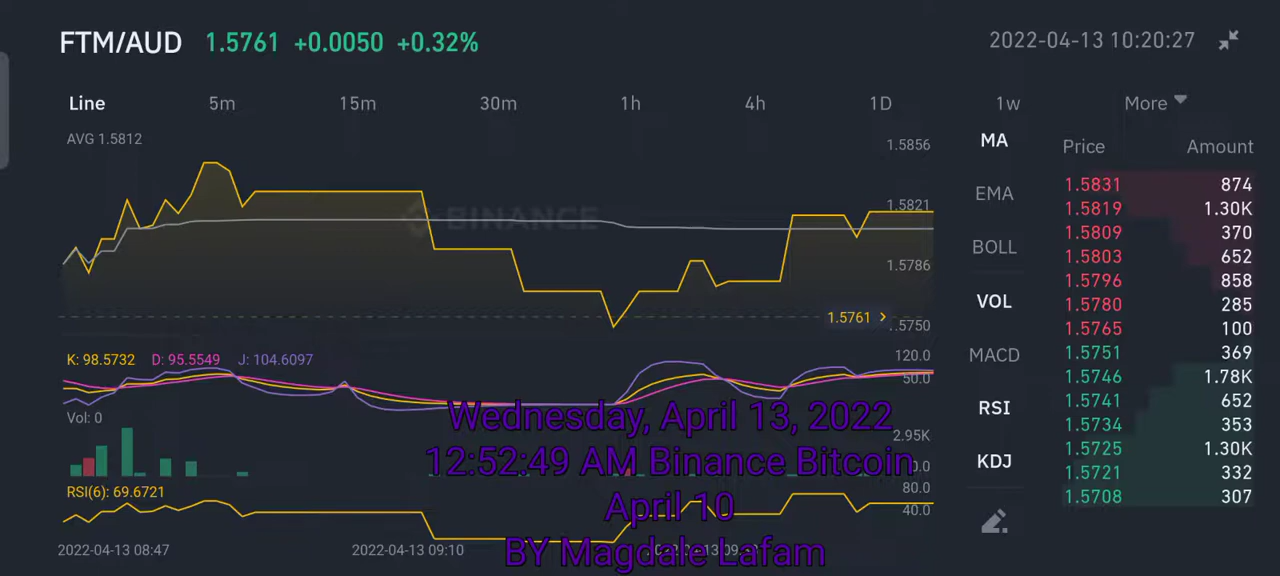 FTM/AUD 1.5761 +0.0050 +0.32% 2022-04-13 10:20:27
Line 5m 15m 30m 1h 4h 1D 1w More
AVG 1.5812
1.5856
1.5821
BINANCE
1.5786
1.5761
.5750
MA
EMA
BOLL
VOL
MACD
RSI
KDJ
Price Amount
1.5831 874
1.5819 1.30K
1.5809 370
1.5803 652
1.5796 858
1.5780 285
1.5765 100
1.5751 369
1.5746 1.78K
1.5741 652
1.5734 353
1.5725 1.30K
1.5721 332
1.5708 307
K: 98.5732 D: 95.5549 J: 104.6097
120.0
50.0
Vol: 0
2.95K
0.0
RSI(6): 69.6721
80.0
40.0
2022-04-13 08:47 2022-04-13 09:10
Wednesday, April 13, 2022
12:52:49 AM Binance Bitcoin
April 10
BY Magdale Lafam